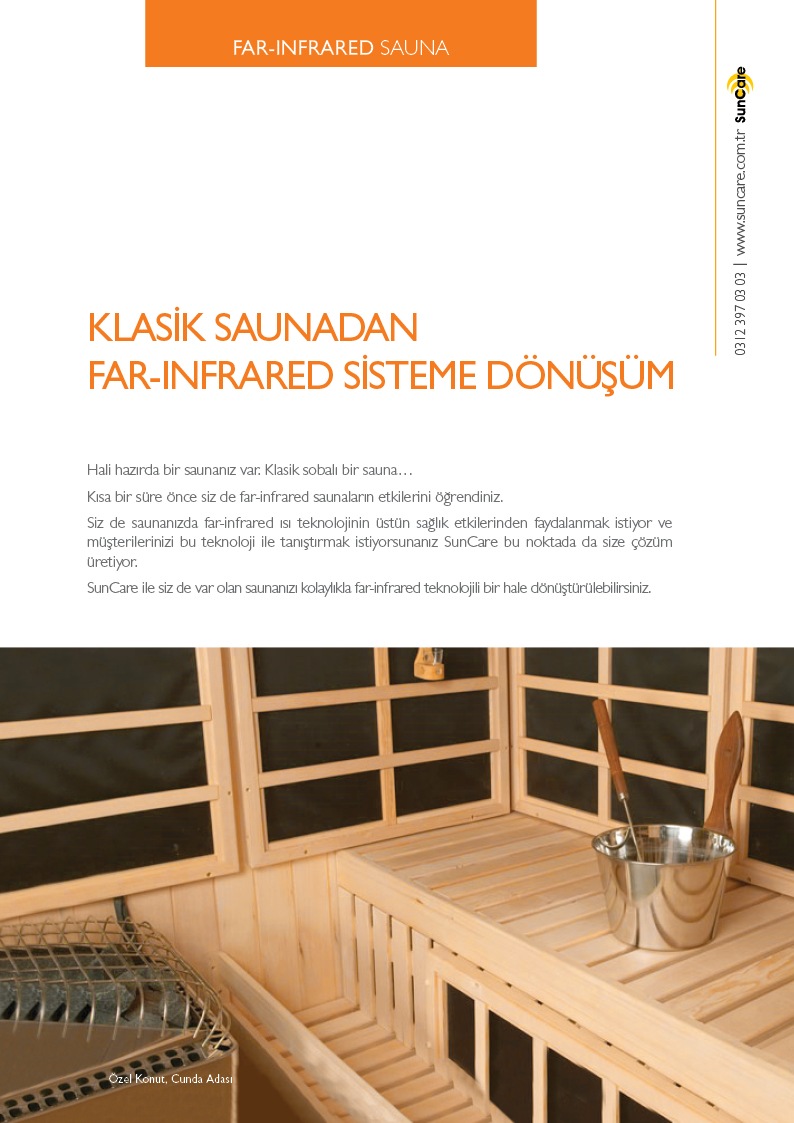 FAR-INFRARED SAUNA
0312 397 03 03 | www.suncare.com.tr SunCare
KLASİK SAUNADAN
FAR-INFRARED SİSTEME DÖNÜŞÜM
Hali hazırda bir saunanız var. Klasik sobalı bir sauna…
Kısa bir süre önce siz de far-infrared saunaların etkilerini öğrendiniz.
Siz de saunanızda far-infrared ısı teknolojinin üstün sağlık etkilerinden faydalanmak istiyor ve
müşterilerinizi bu teknoloji ile tanıştırmak istiyorsunanız SunCare bu noktada da size çözüm
üretiyor.
SunCare ile siz de var olan saunanızı kolaylıkla far-infrared teknolojili bir hale dönüştürülebilirsiniz.
Özel Konut, Cunda Adası